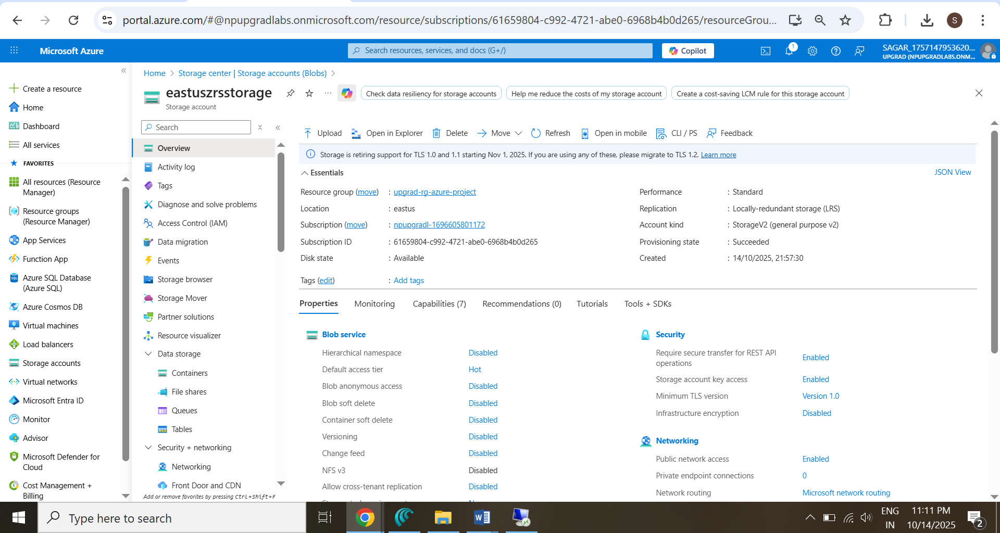 portal.azure.com/#@npupgradlabs.onmicrosoft.com/resource/subscriptions/61659804-c992-4721-abe0-6968b4b0d265/resourceGrou...
S
Microsoft Azure
Search resources, services, and docs (G+/)
Copilot
1
SAGAR_1757147953620...
UPGRAD (NPUPGRADLABS.ONM...
Create a resource
Home
Dashboard
All services
FAVORITES
All resources (Resource
Manager)
Resource groups
(Resource Manager)
App Services
Function App
Azure SQL Database
(Azure SQL)
Azure Cosmos DB
Virtual machines
Load balancers
Storage accounts
Virtual networks
Microsoft Entra ID
Monitor
Advisor
Microsoft Defender for
Cloud
Cost Management +
Billing
Home > Storage center | Storage accounts (Blobs) >
eastuszrsstorage
Storage account
Check data resiliency for storage accounts
Help me reduce the costs of my storage account
Create a cost-saving LCM rule for this storage account
Search
Overview
Activity log
Tags
Diagnose and solve problems
Access Control (IAM)
Data migration
Events
Storage browser
Storage Mover
Partner solutions
Resource visualizer
Data storage
Containers
File shares
Queues
Tables
Security + networking
Networking
Front Door and CDN
Add or remove favorites by pressing Ctrl+Shift+F
Upload
Open in Explorer
Delete
Move
Refresh
Open in mobile
CLI / PS
Feedback
Storage is retiring support for TLS 1.0 and 1.1 starting Nov 1, 2025. If you are using any of these, please migrate to TLS 1.2. Learn more
Essentials
JSON View
Resource group (move) : upgrad-rg-azure-project
Location : eastus
Subscription (move) : npupgradl-1696605801172
Subscription ID : 61659804-c992-4721-abe0-6968b4b0d265
Disk state : Available
Tags (edit) : Add tags
Performance : Standard
Replication : Locally-redundant storage (LRS)
Account kind : StorageV2 (general purpose v2)
Provisioning state : Succeeded
Created : 14/10/2025, 21:57:30
Properties
Monitoring
Capabilities (7)
Recommendations (0)
Tutorials
Tools + SDKs
Blob service
Hierarchical namespace Disabled
Default access tier Hot
Blob anonymous access Disabled
Blob soft delete Disabled
Container soft delete Disabled
Versioning Disabled
Change feed Disabled
NFS v3 Disabled
Allow cross-tenant replication Disabled
Security
Require secure transfer for REST API
operations Enabled
Storage account key access Enabled
Minimum TLS version Version 1.0
Infrastructure encryption Disabled
Networking
Public network access Enabled
Private endpoint connections 0
Network routing Microsoft network routing
Type here to search
ENG
IN
11:11 PM
10/14/2025
2